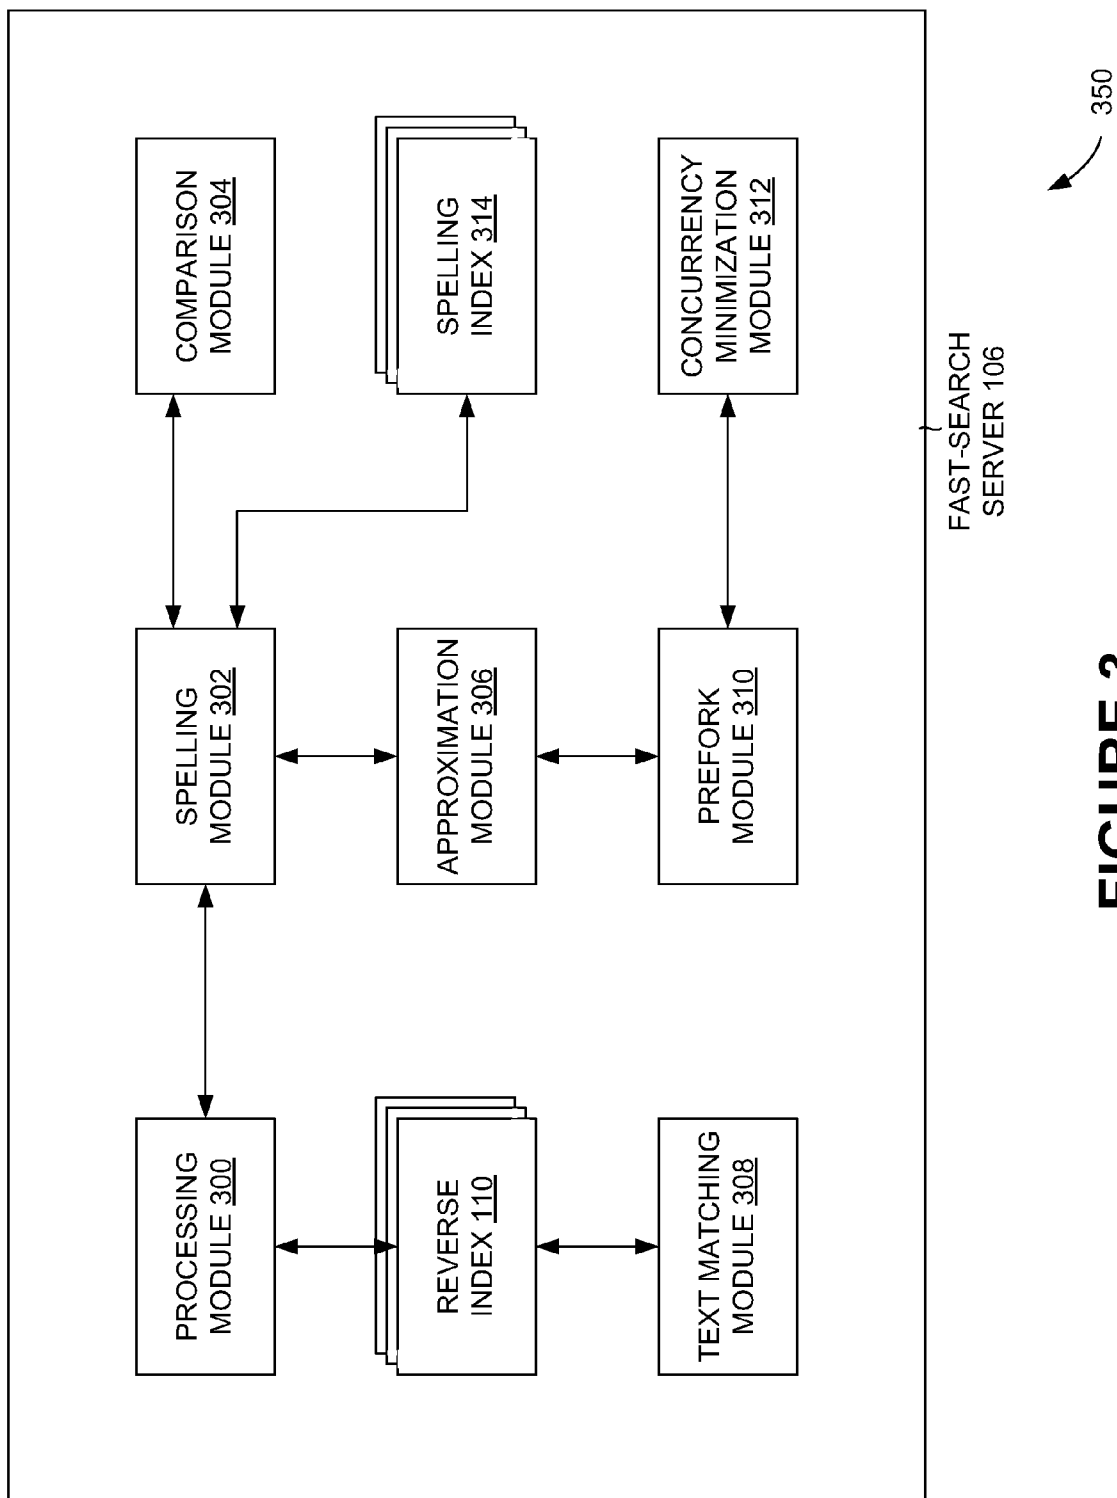 PROCESSING
MODULE 300
SPELLING
MODULE 302
COMPARISON
MODULE 304
REVERSE
INDEX 110
APPROXIMATION
MODULE 306
SPELLING
INDEX 314
TEXT MATCHING
MODULE 308
PREFORK
MODULE 310
CONCURRENCY
MINIMIZATION
MODULE 312
FAST-SEARCH
SERVER 106
350
FIGURE